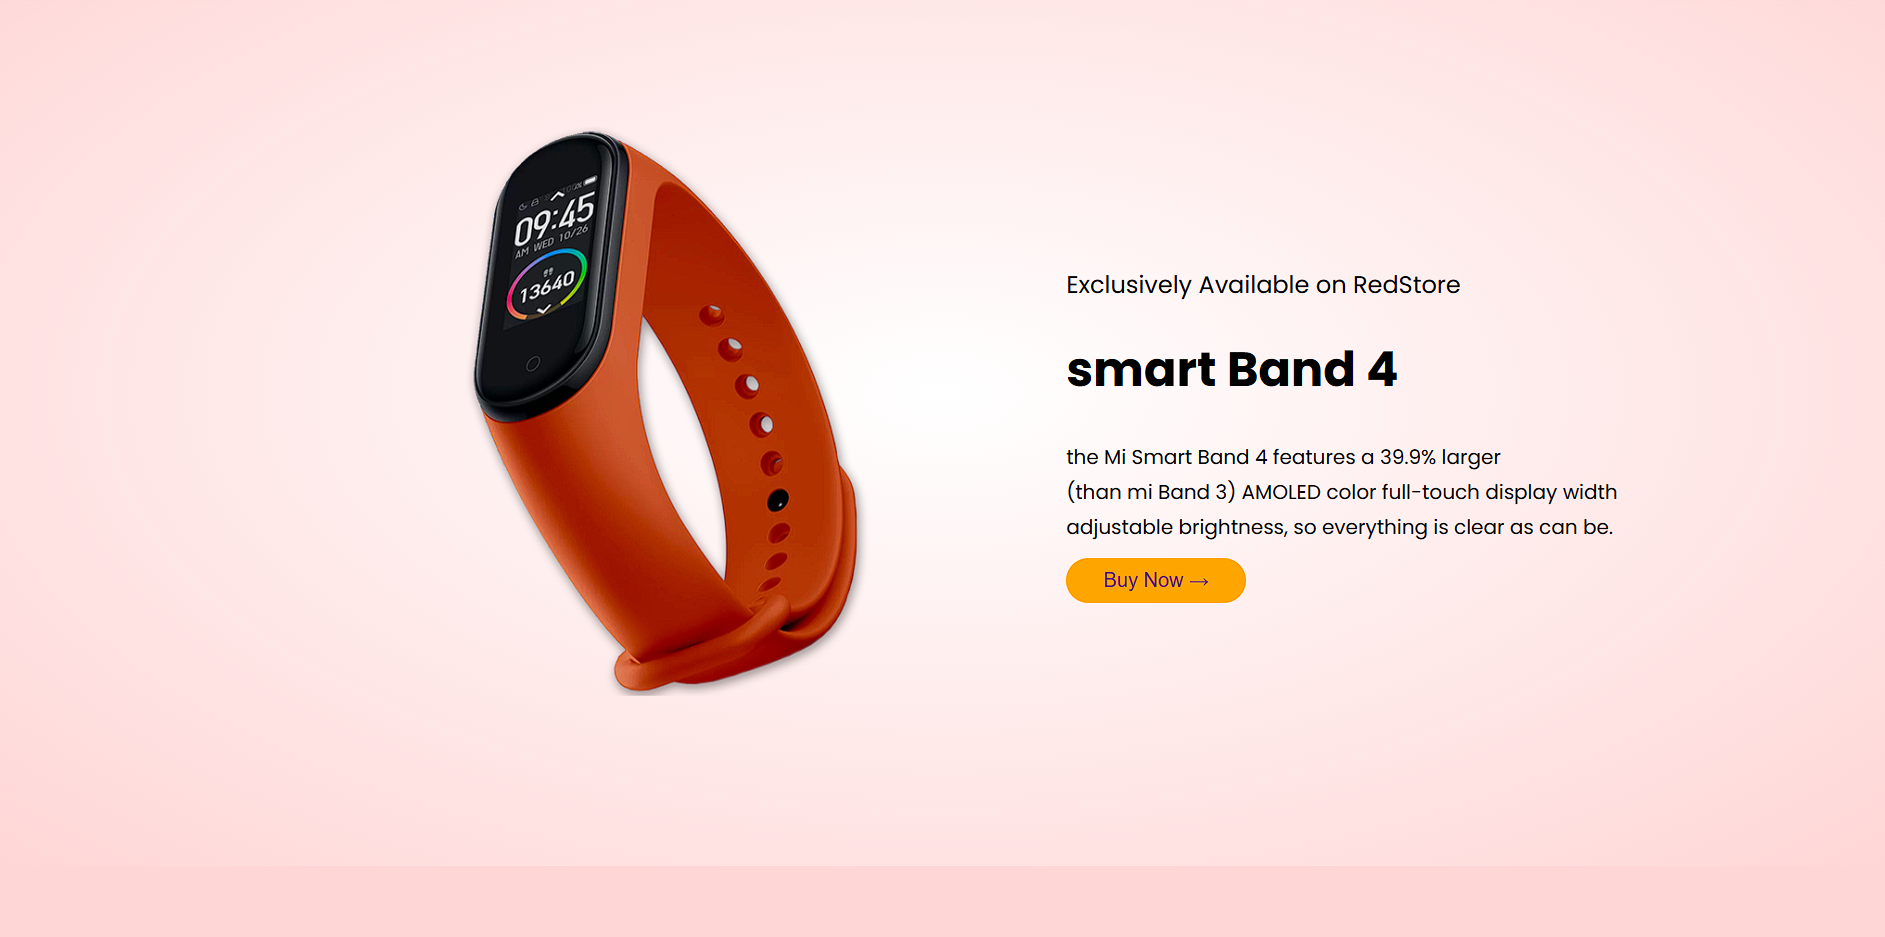 09:45
AM WED 10/26
13640
Exclusively Available on RedStore
smart Band 4
the Mi Smart Band 4 features a 39.9% larger
(than mi Band 3) AMOLED color full-touch display width
adjustable brightness, so everything is clear as can be.
Buy Now →